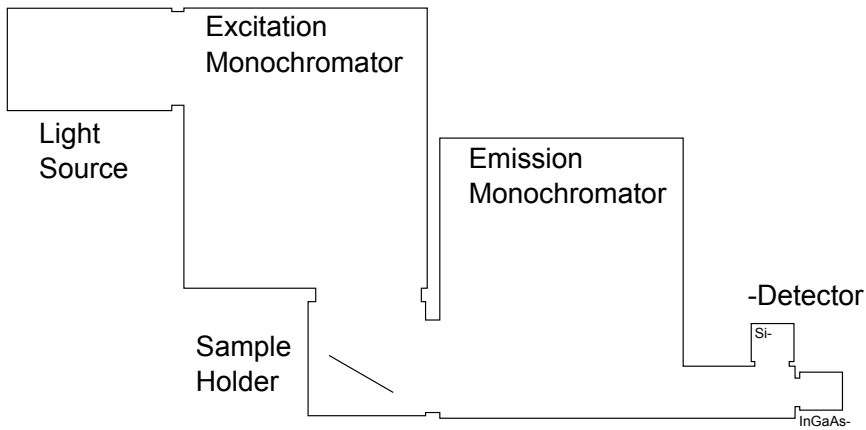 Excitation
Monochromator
Light
Source
Emission
Monochromator
-Detector
Si-
Sample
Holder
InGaAs-